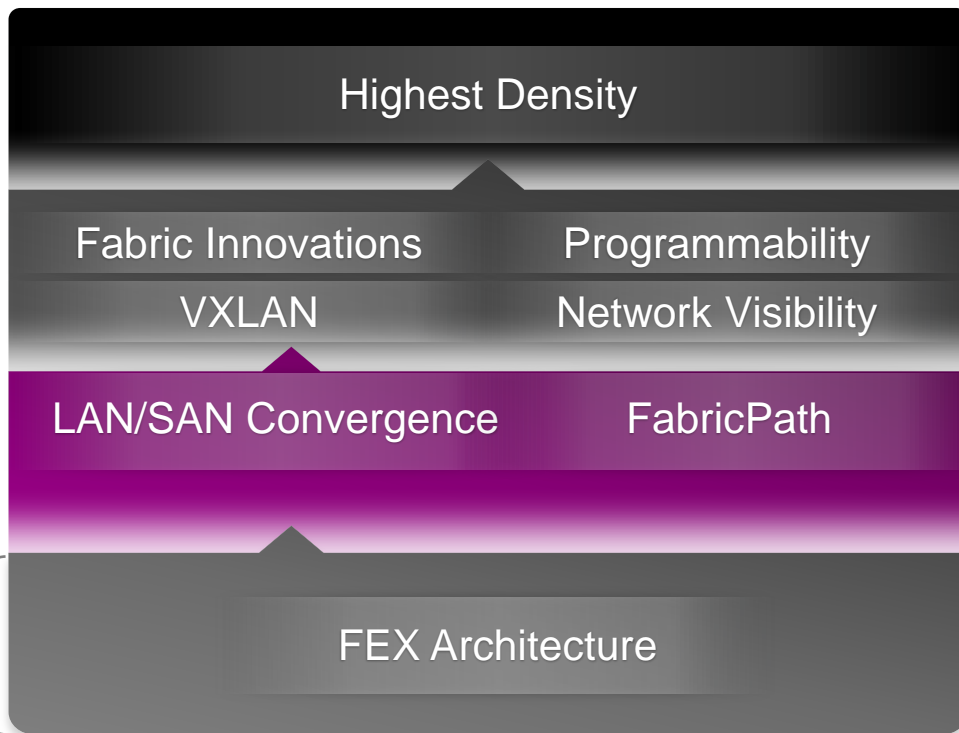 Highest Density
Fabric Innovations Programmability
VXLAN Network Visibility
LAN/SAN Convergence FabricPath
FEX Architecture